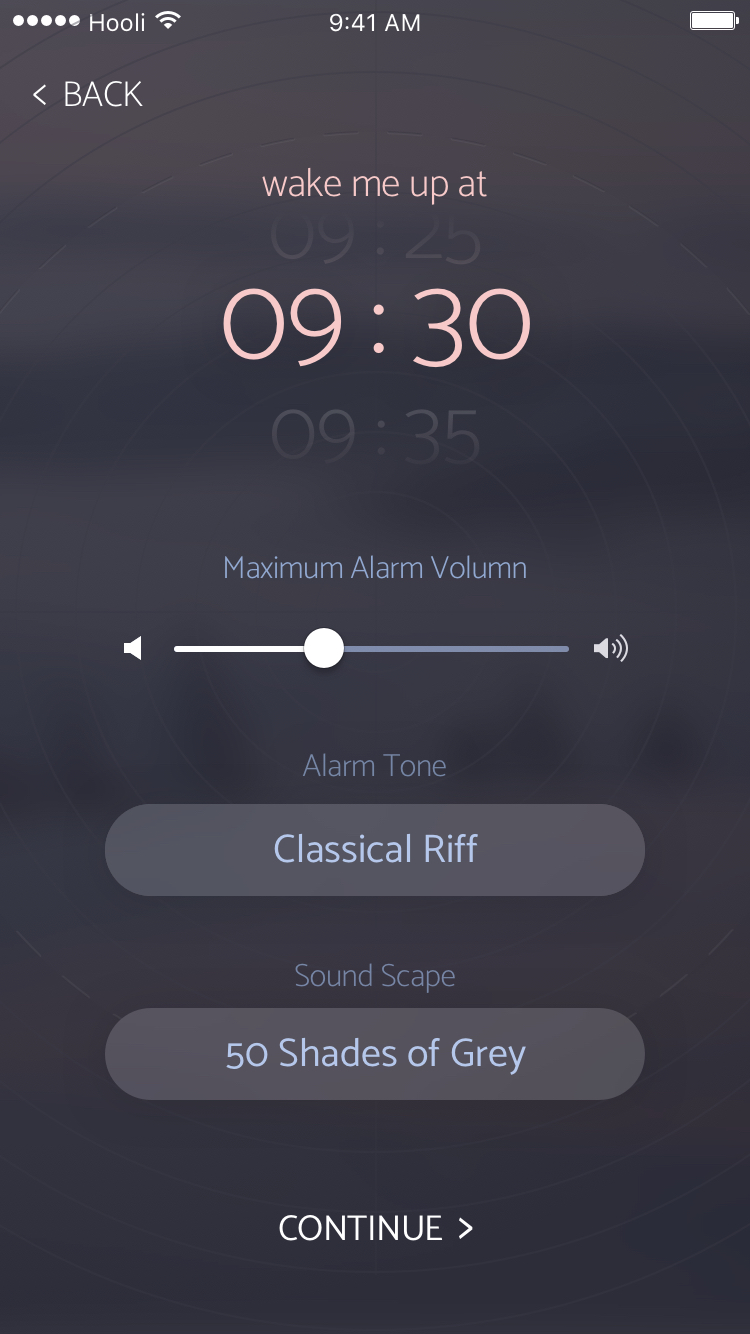 Hooli 9:41 AM
< BACK
wake me up at
09 : 25
09 : 30
09 : 35
Maximum Alarm Volumn
Alarm Tone
Classical Riff
Sound Scape
50 Shades of Grey
CONTINUE >